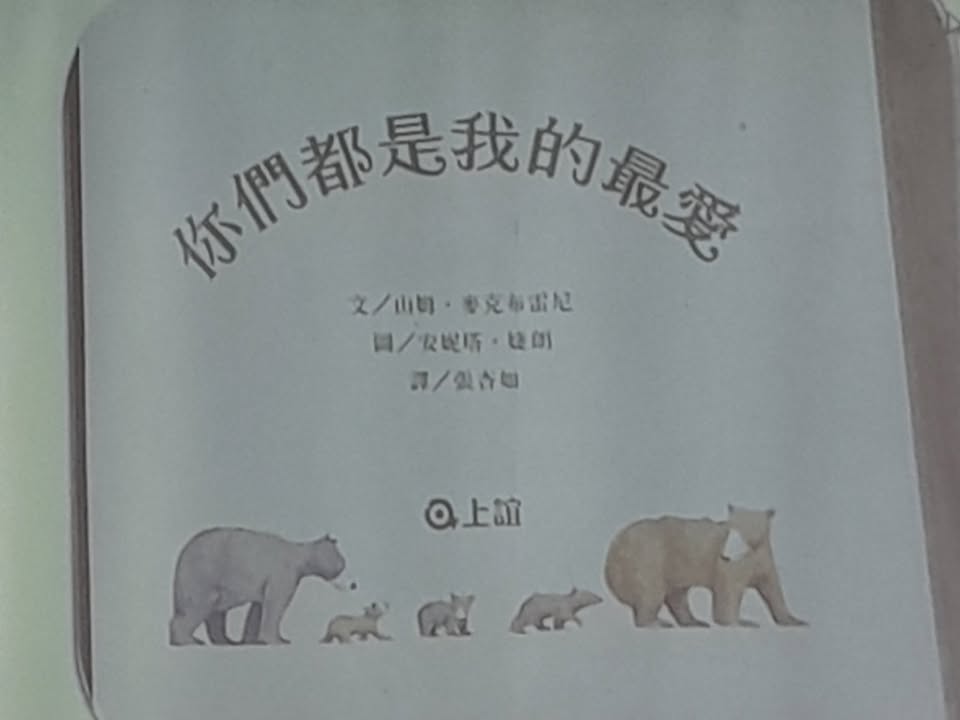 你們都是我的最愛
文／山姆・麥克布雷尼
圖／安妮塔・婕朗
譯／張杏如
上誼